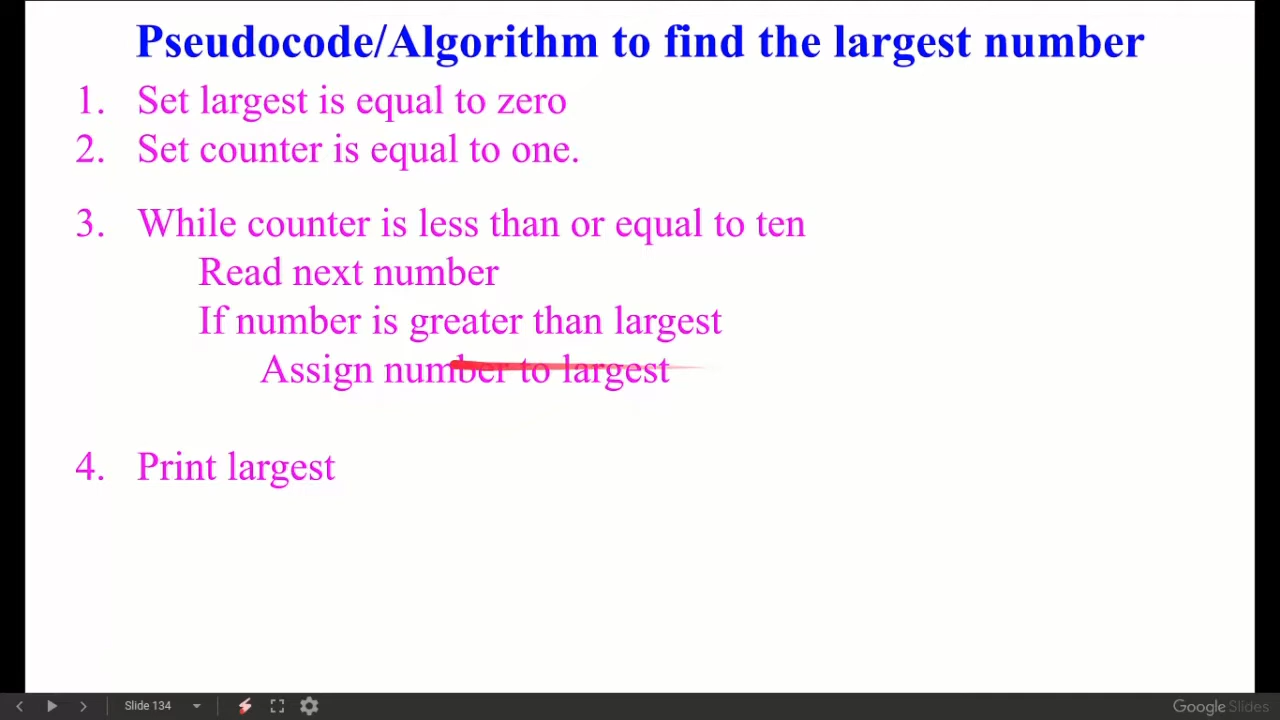 Pseudocode/Algorithm to find the largest number
1. Set largest is equal to zero
2. Set counter is equal to one.
3. While counter is less than or equal to ten
Read next number
If number is greater than largest
Assign number to largest
4. Print largest
Slide 134
Google Slides